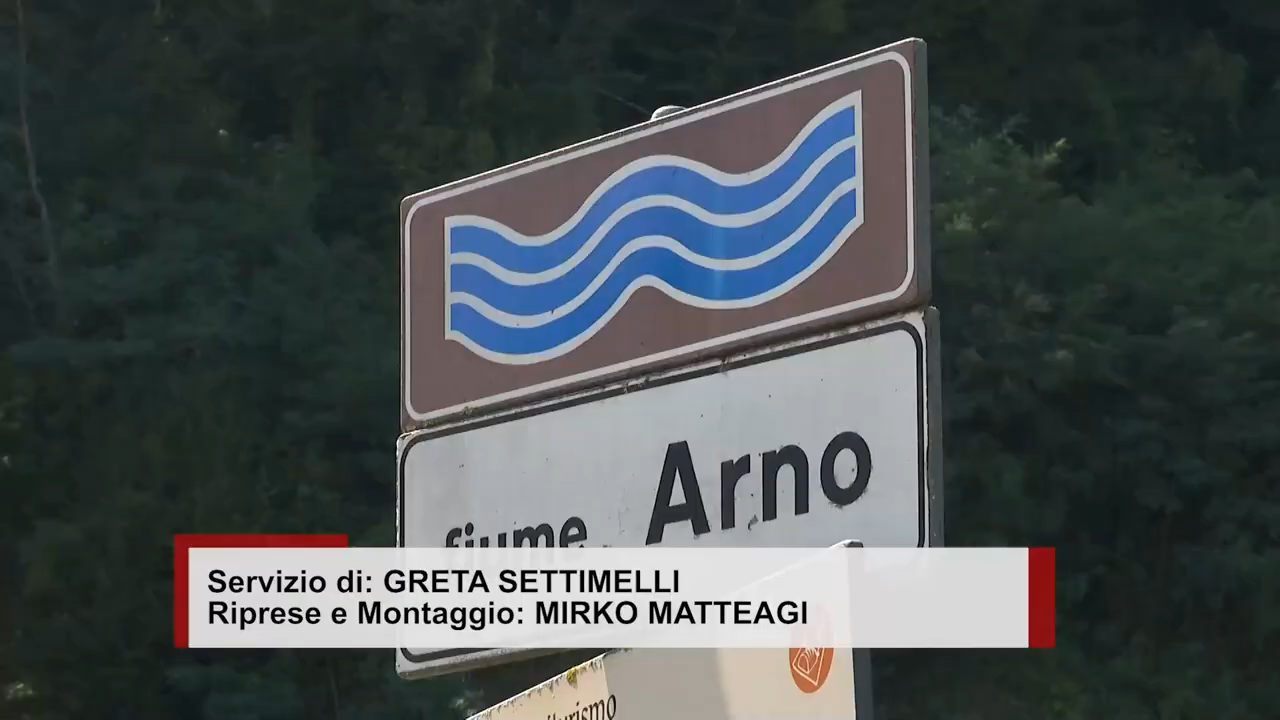 fiume Arno
Servizio di: GRETA SETTIMELLI
Riprese e Montaggio: MIRKO MATTEAGI